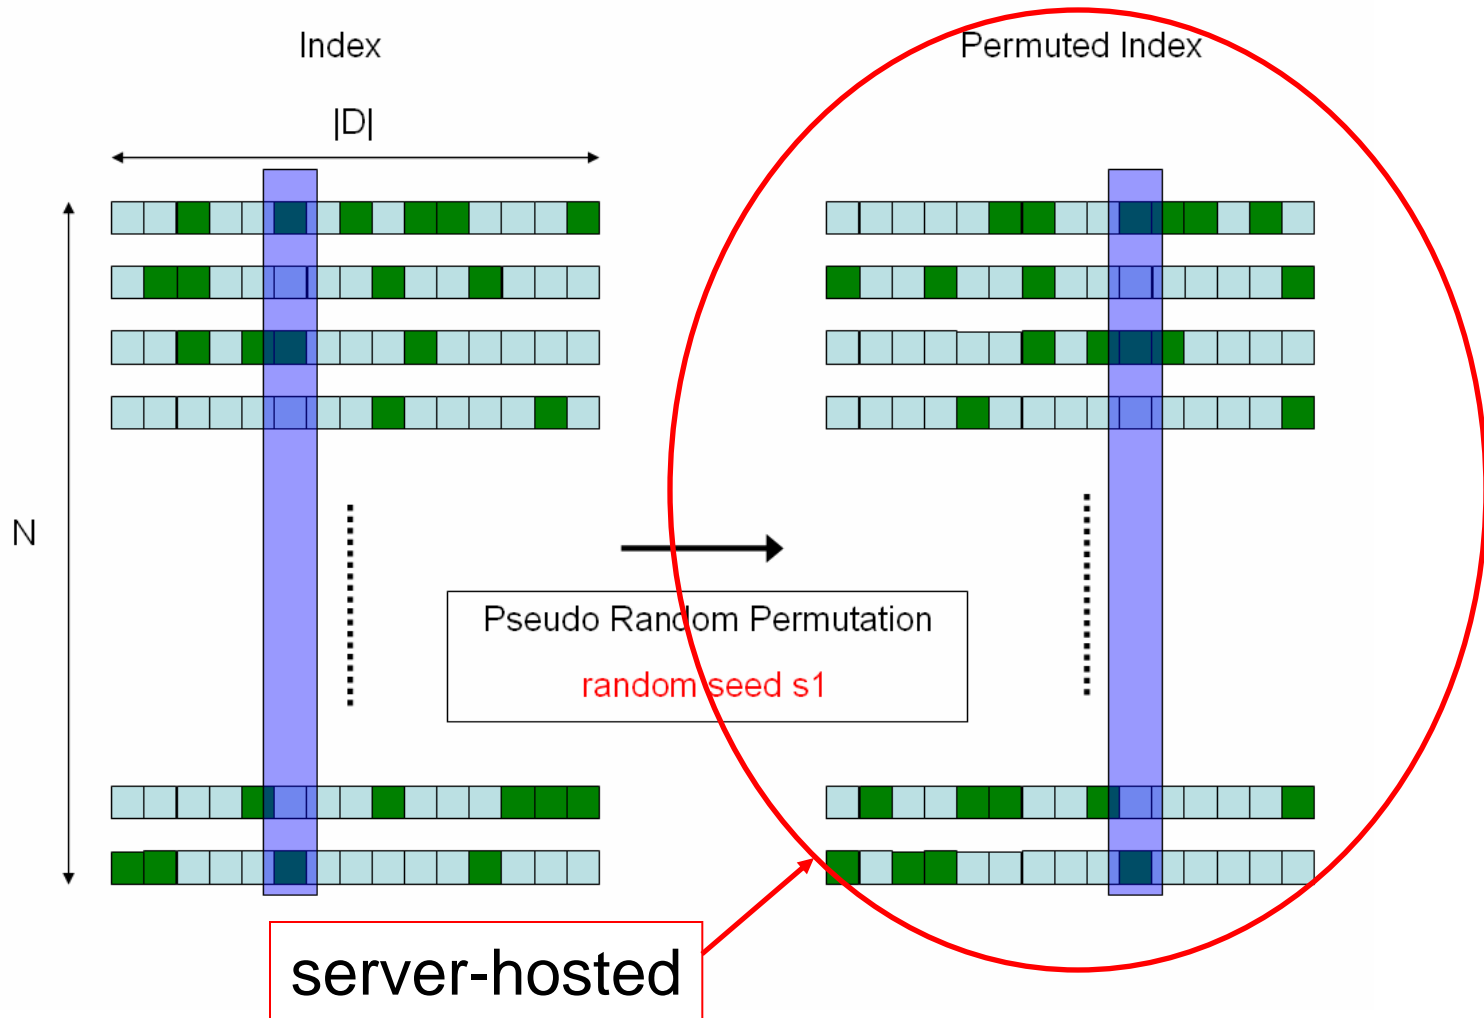 Index
Permuted Index
|D|
N
Pseudo Random Permutation
random seed s1
server-hosted